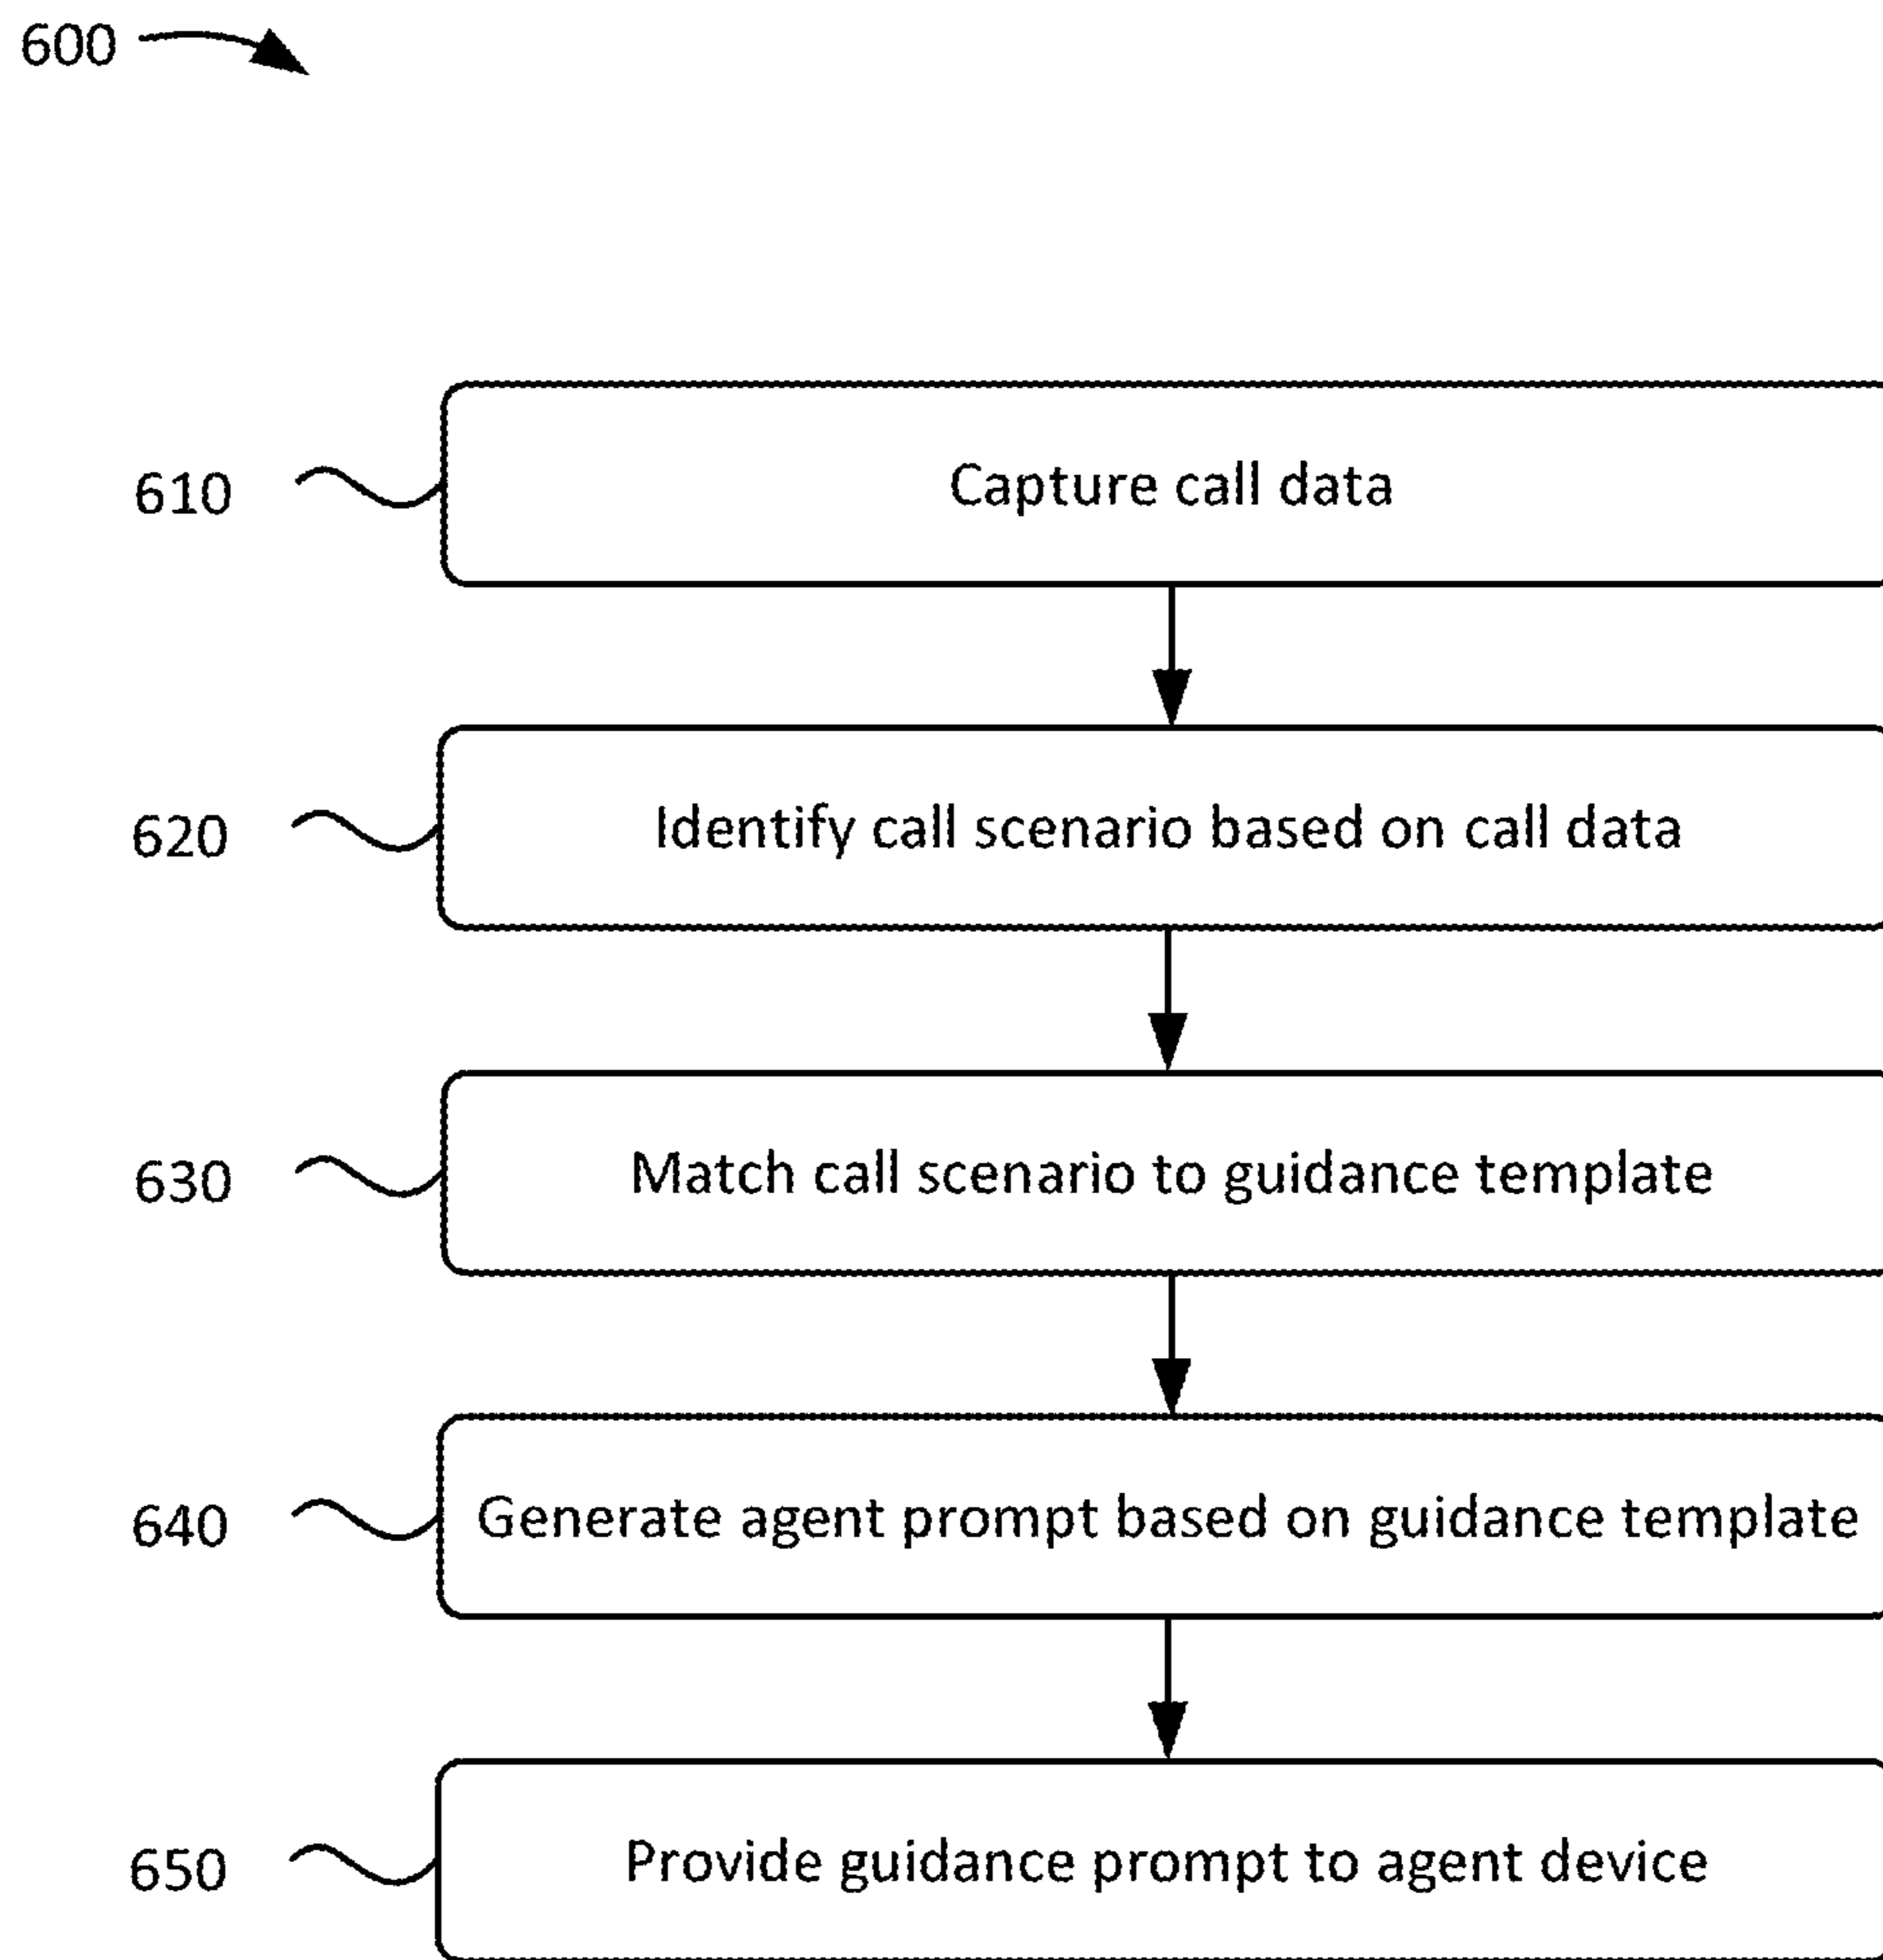 600
610 Capture call data
620 Identify call scenario based on call data
630 Match call scenario to guidance template
640 Generate agent prompt based on guidance template
650 Provide guidance prompt to agent device